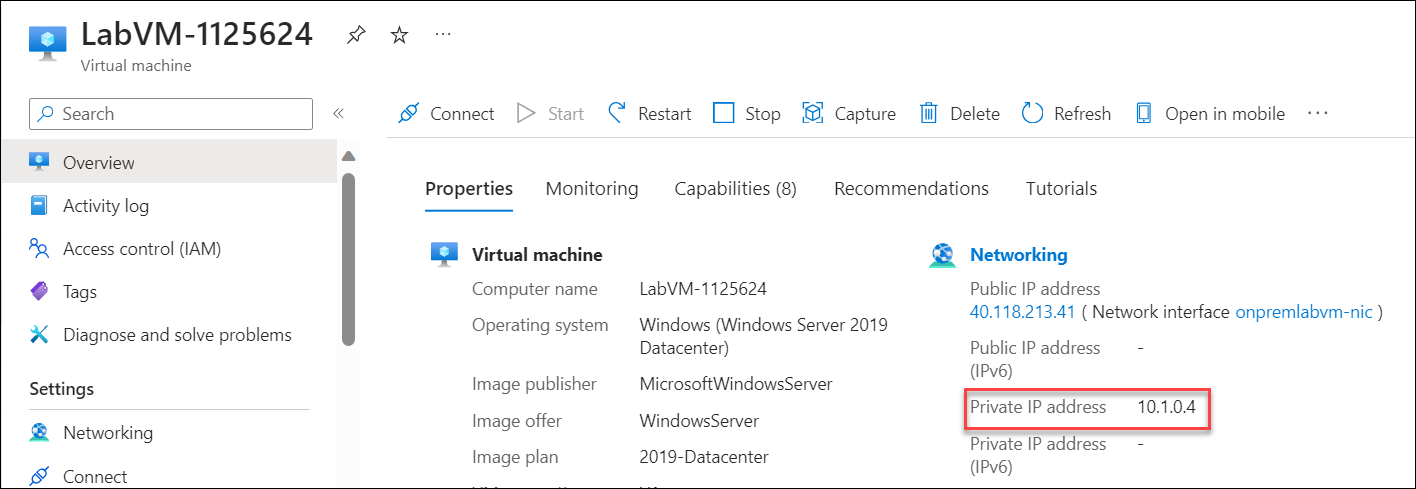 LabVM-1125624
Virtual machine
Search
«
Connect
Start
Restart
Stop
Capture
Delete
Refresh
Open in mobile
...
Overview
Activity log
Access control (IAM)
Tags
Diagnose and solve problems
Settings
Networking
Connect
Properties
Monitoring
Capabilities (8)
Recommendations
Tutorials
Virtual machine
Computer name LabVM-1125624
Operating system Windows (Windows Server 2019
Datacenter)
Image publisher MicrosoftWindowsServer
Image offer WindowsServer
Image plan 2019-Datacenter
Networking
Public IP address
40.118.213.41 ( Network interface onpremlabvm-nic )
Public IP address -
(IPv6)
Private IP address 10.1.0.4
Private IP address -
(IPv6)